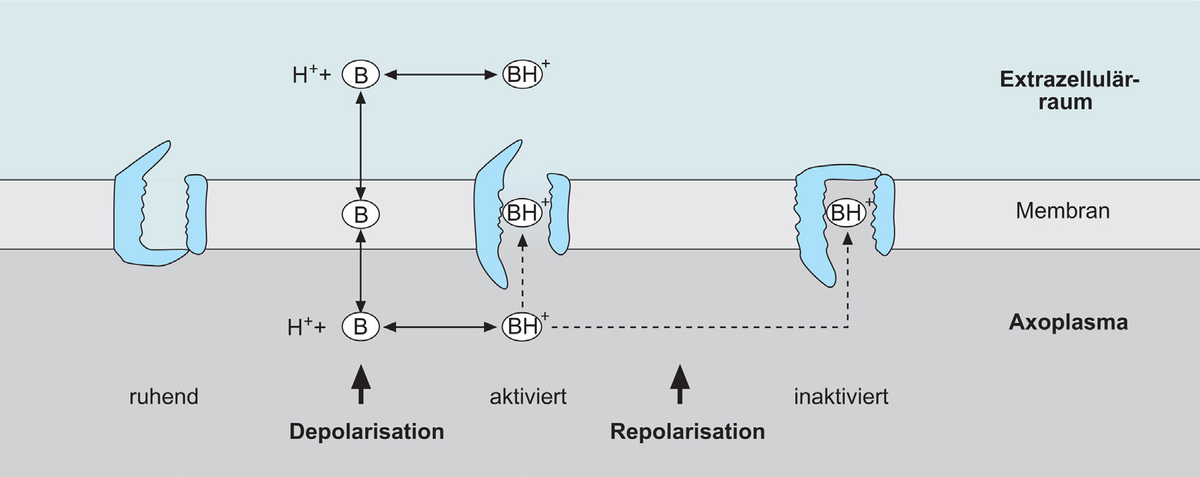 H⁺+ B BH⁺
Extrazellulär-
raum
B BH⁺ BH⁺ Membran
H⁺+ B BH⁺ Axoplasma
ruhend aktiviert inaktiviert
Depolarisation Repolarisation